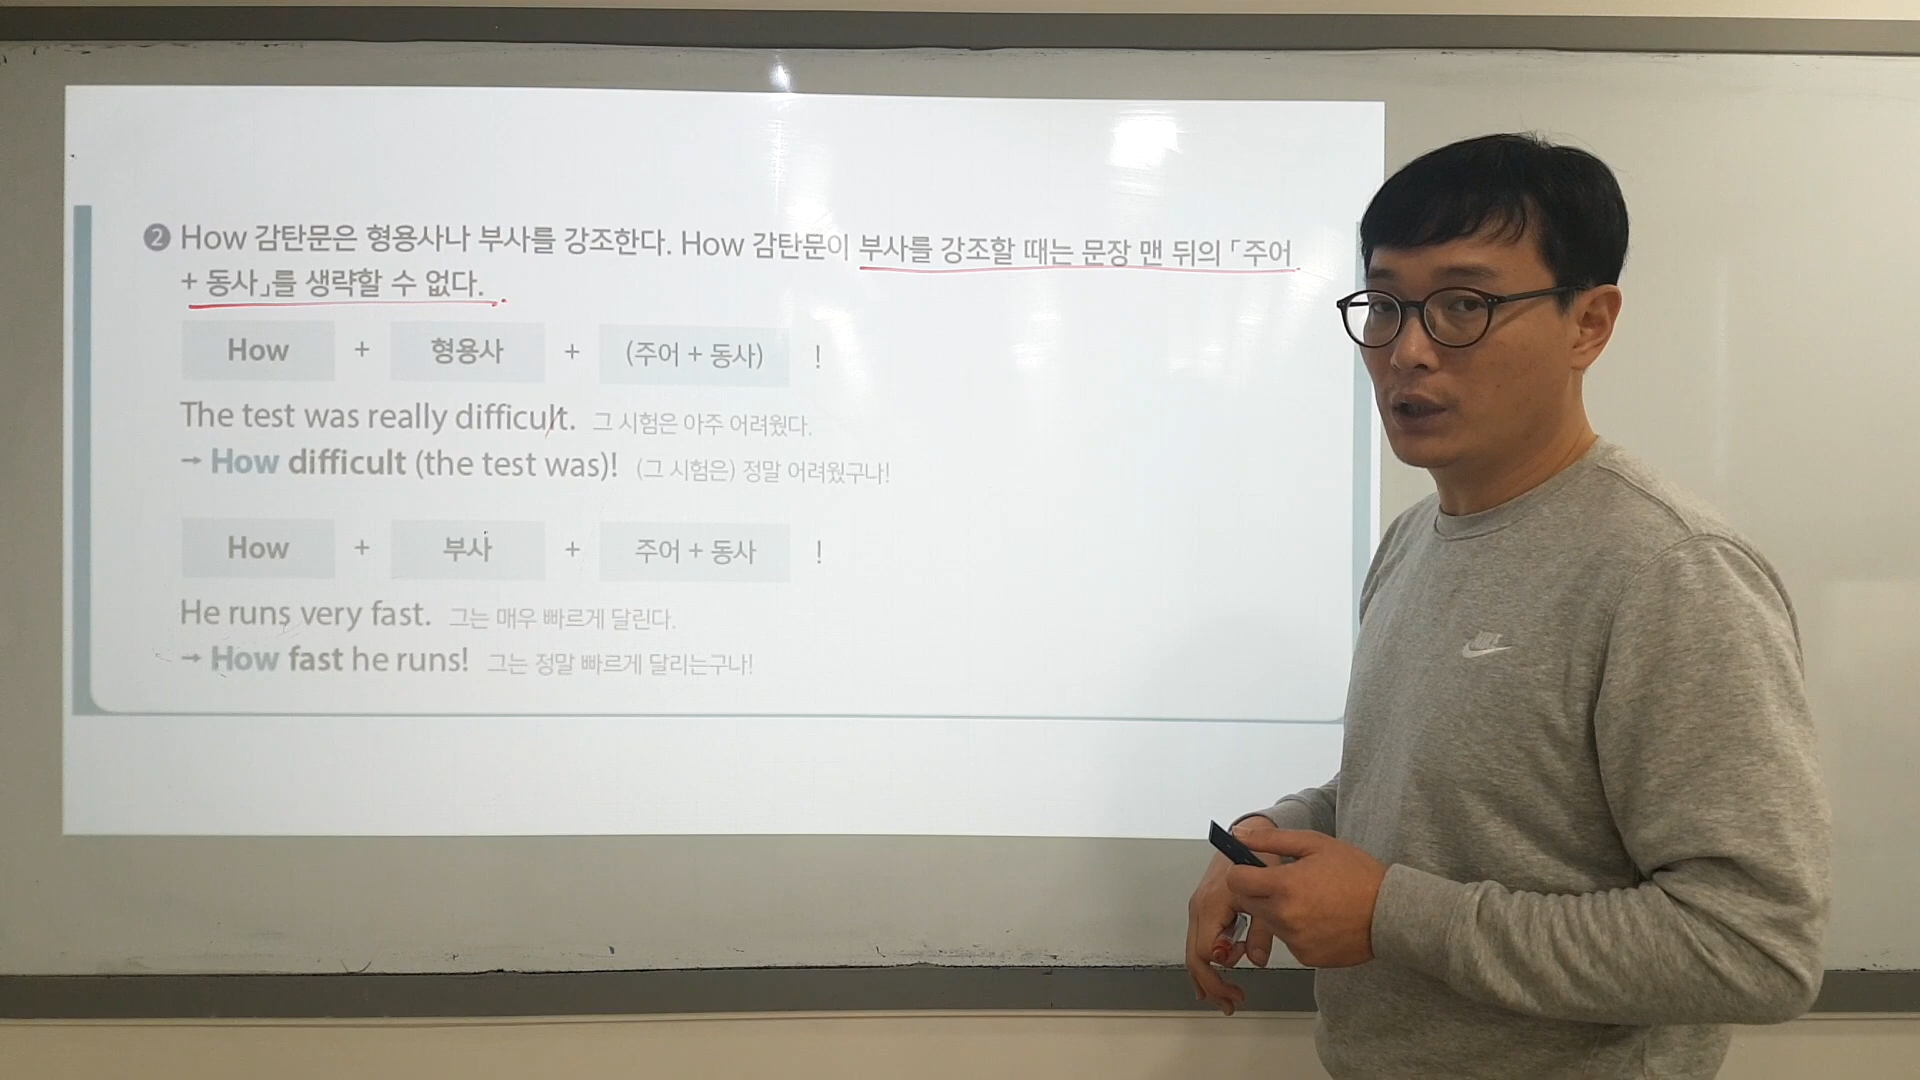 ❷ How 감탄문은 형용사나 부사를 강조한다. How 감탄문이 부사를 강조할 때는 문장 맨 뒤의 「주어
+ 동사」를 생략할 수 없다.
How + 형용사 + (주어 + 동사) !
The test was really difficult. 그 시험은 아주 어려웠다.
→ How difficult (the test was)! (그 시험은) 정말 어려웠구나!
How + 부사 + 주어 + 동사 !
He runs very fast. 그는 매우 빠르게 달린다.
→ How fast he runs! 그는 정말 빠르게 달리는구나!
NIKE